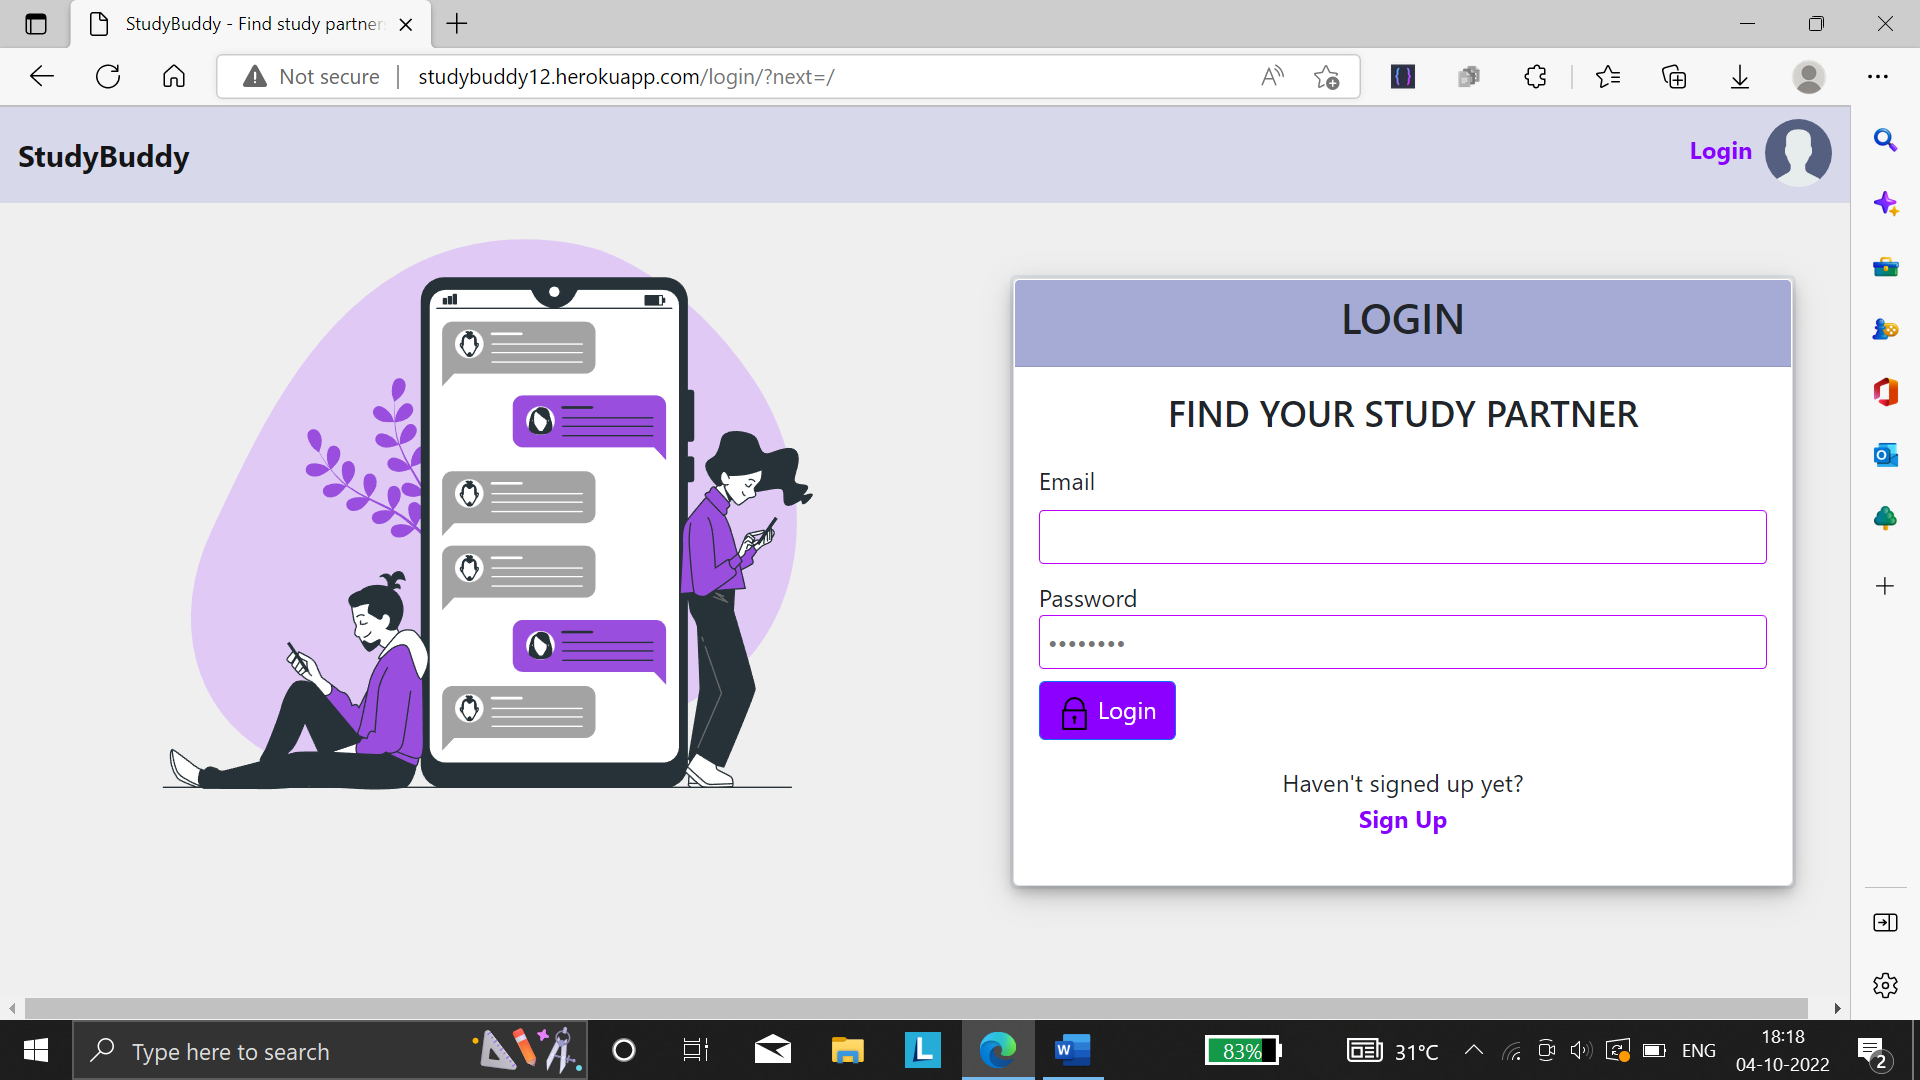 StudyBuddy - Find study partner
Not secure
studybuddy12.herokuapp.com/login/?next=/
StudyBuddy
Login
LOGIN
FIND YOUR STUDY PARTNER
Email
Password
Login
Haven't signed up yet?
Sign Up
Type here to search
83%
31°C
ENG
18:18
04-10-2022
2